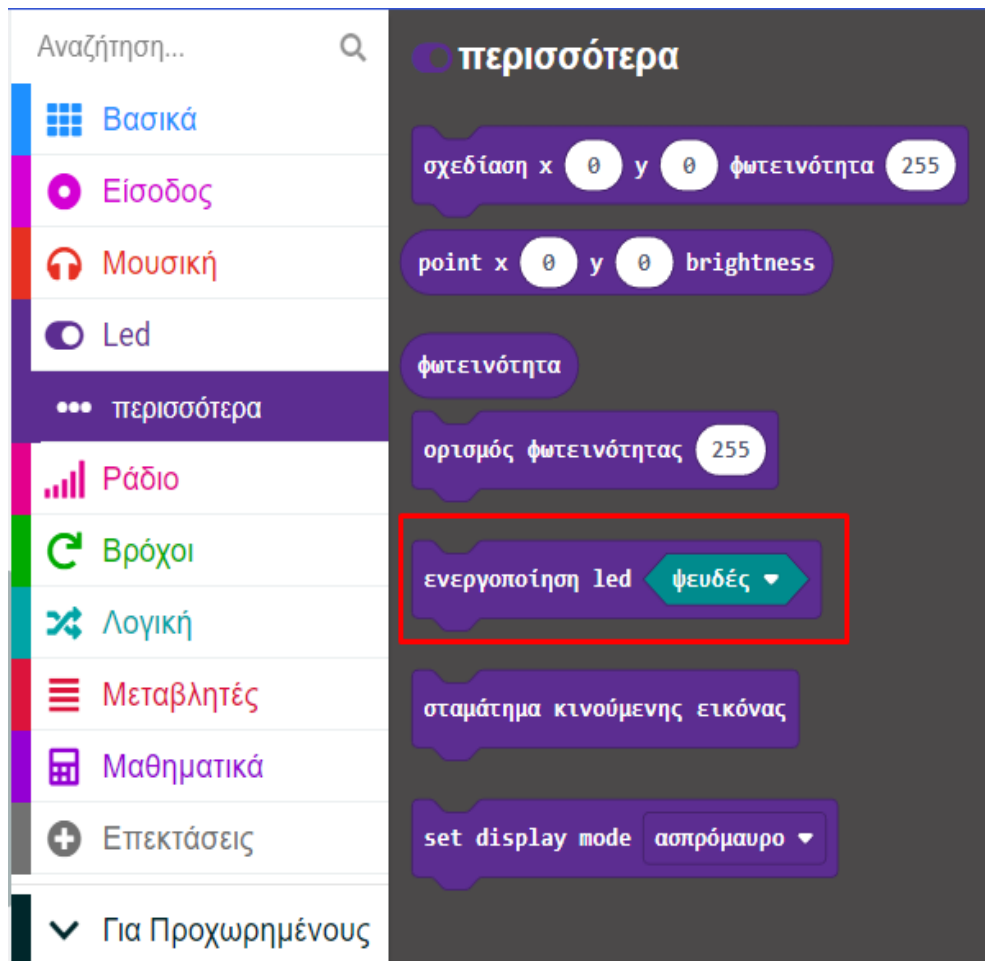 Αναζήτηση...
Βασικά
Είσοδος
Μουσική
Led
περισσότερα
Ράδιο
Βρόχοι
Λογική
Μεταβλητές
Μαθηματικά
Επεκτάσεις
Για Προχωρημένους
περισσότερα
σχεδίαση x 0 y 0 φωτεινότητα 255
point x 0 y 0 brightness
φωτεινότητα
ορισμός φωτεινότητας 255
ενεργοποίηση led ψευδές
σταμάτημα κινούμενης εικόνας
set display mode ασπρόμαυρο